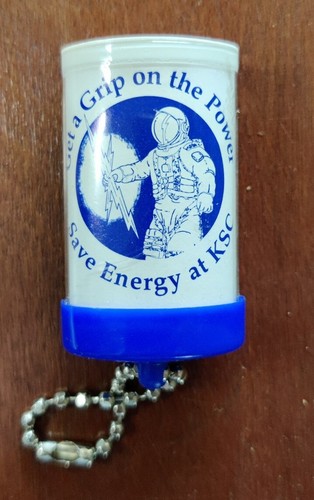 Get a Grip on the Power
Save Energy at KSC